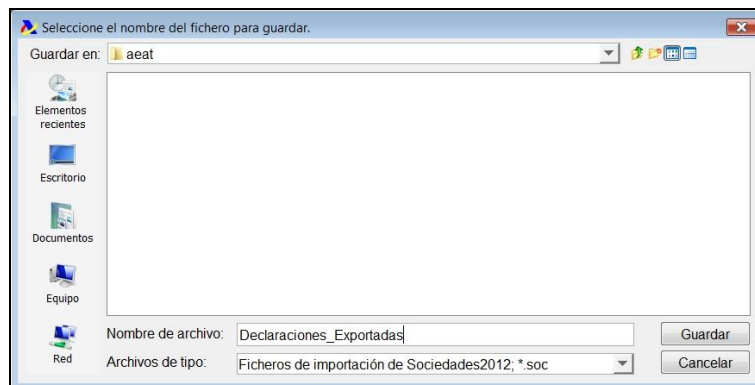 Seleccione el nombre del fichero para guardar.
Guardar en: aeat
Elementos
recientes
Escritorio
Documentos
Equipo
Red
Nombre de archivo: Declaraciones_Exportadas
Guardar
Archivos de tipo: Ficheros de importación de Sociedades2012; *.soc
Cancelar